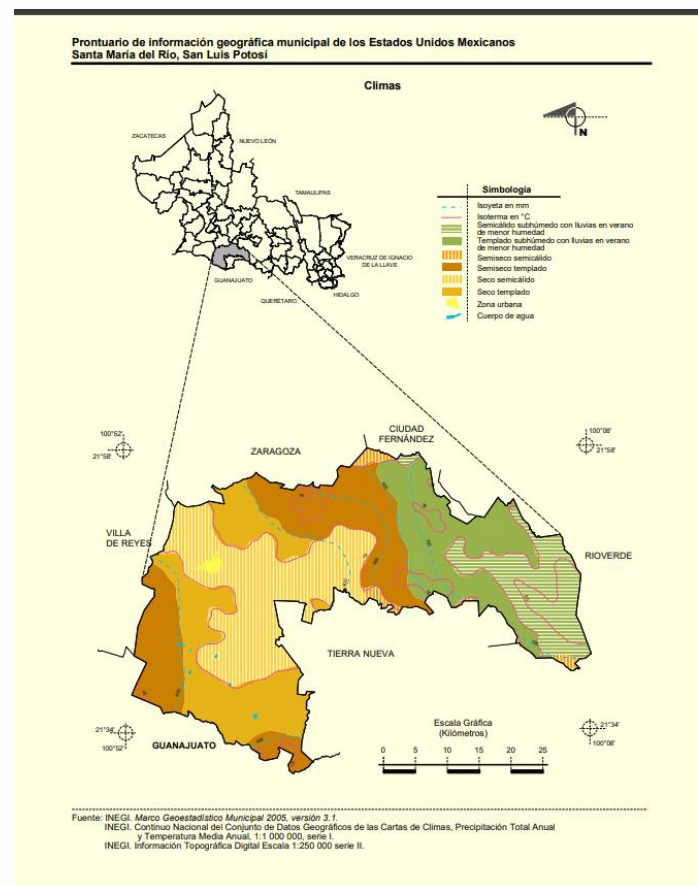 Prontuario de información geográfica municipal de los Estados Unidos Mexicanos
Santa María del Río, San Luis Potosí
Climas
ZACATECAS
NUEVO LEÓN
TAMAULIPAS
VERACRUZ DE IGNACIO
DE LA LLAVE
GUANAJUATO
QUERÉTARO
HIDALGO
N
Simbología
Isoyeta en mm
Isoterma en °C
Semicálido subhúmedo con lluvias en verano
de menor humedad
Templado subhúmedo con lluvias en verano
de menor humedad
Semiseco semicálido
Semiseco templado
Seco semicálido
Seco templado
Zona urbana
Cuerpo de agua
100°52'
21°58'
100°08'
21°58'
CIUDAD
FERNÁNDEZ
ZARAGOZA
VILLA
DE REYES
RIOVERDE
TIERRA NUEVA
GUANAJUATO
21°34'
100°52'
21°34'
100°08'
Escala Gráfica
(Kilómetros)
0 5 10 15 20 25
Fuente: INEGI. Marco Geoestadístico Municipal 2005, versión 3.1.
INEGI. Continuo Nacional del Conjunto de Datos Geográficos de las Cartas de Climas, Precipitación Total Anual
y Temperatura Media Anual, 1:1 000 000, serie I.
INEGI. Información Topográfica Digital Escala 1:250 000 serie II.